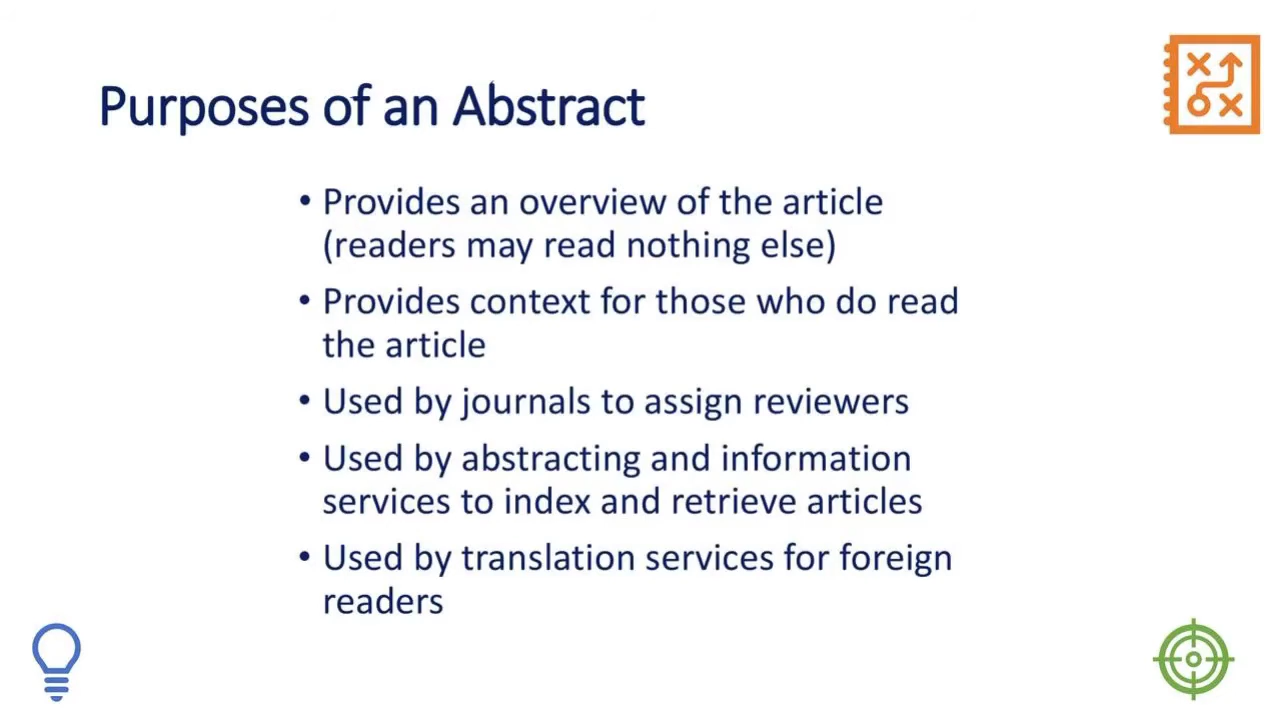 Purposes of an Abstract
• Provides an overview of the article
(readers may read nothing else)
• Provides context for those who do read
the article
• Used by journals to assign reviewers
• Used by abstracting and information
services to index and retrieve articles
• Used by translation services for foreign
readers